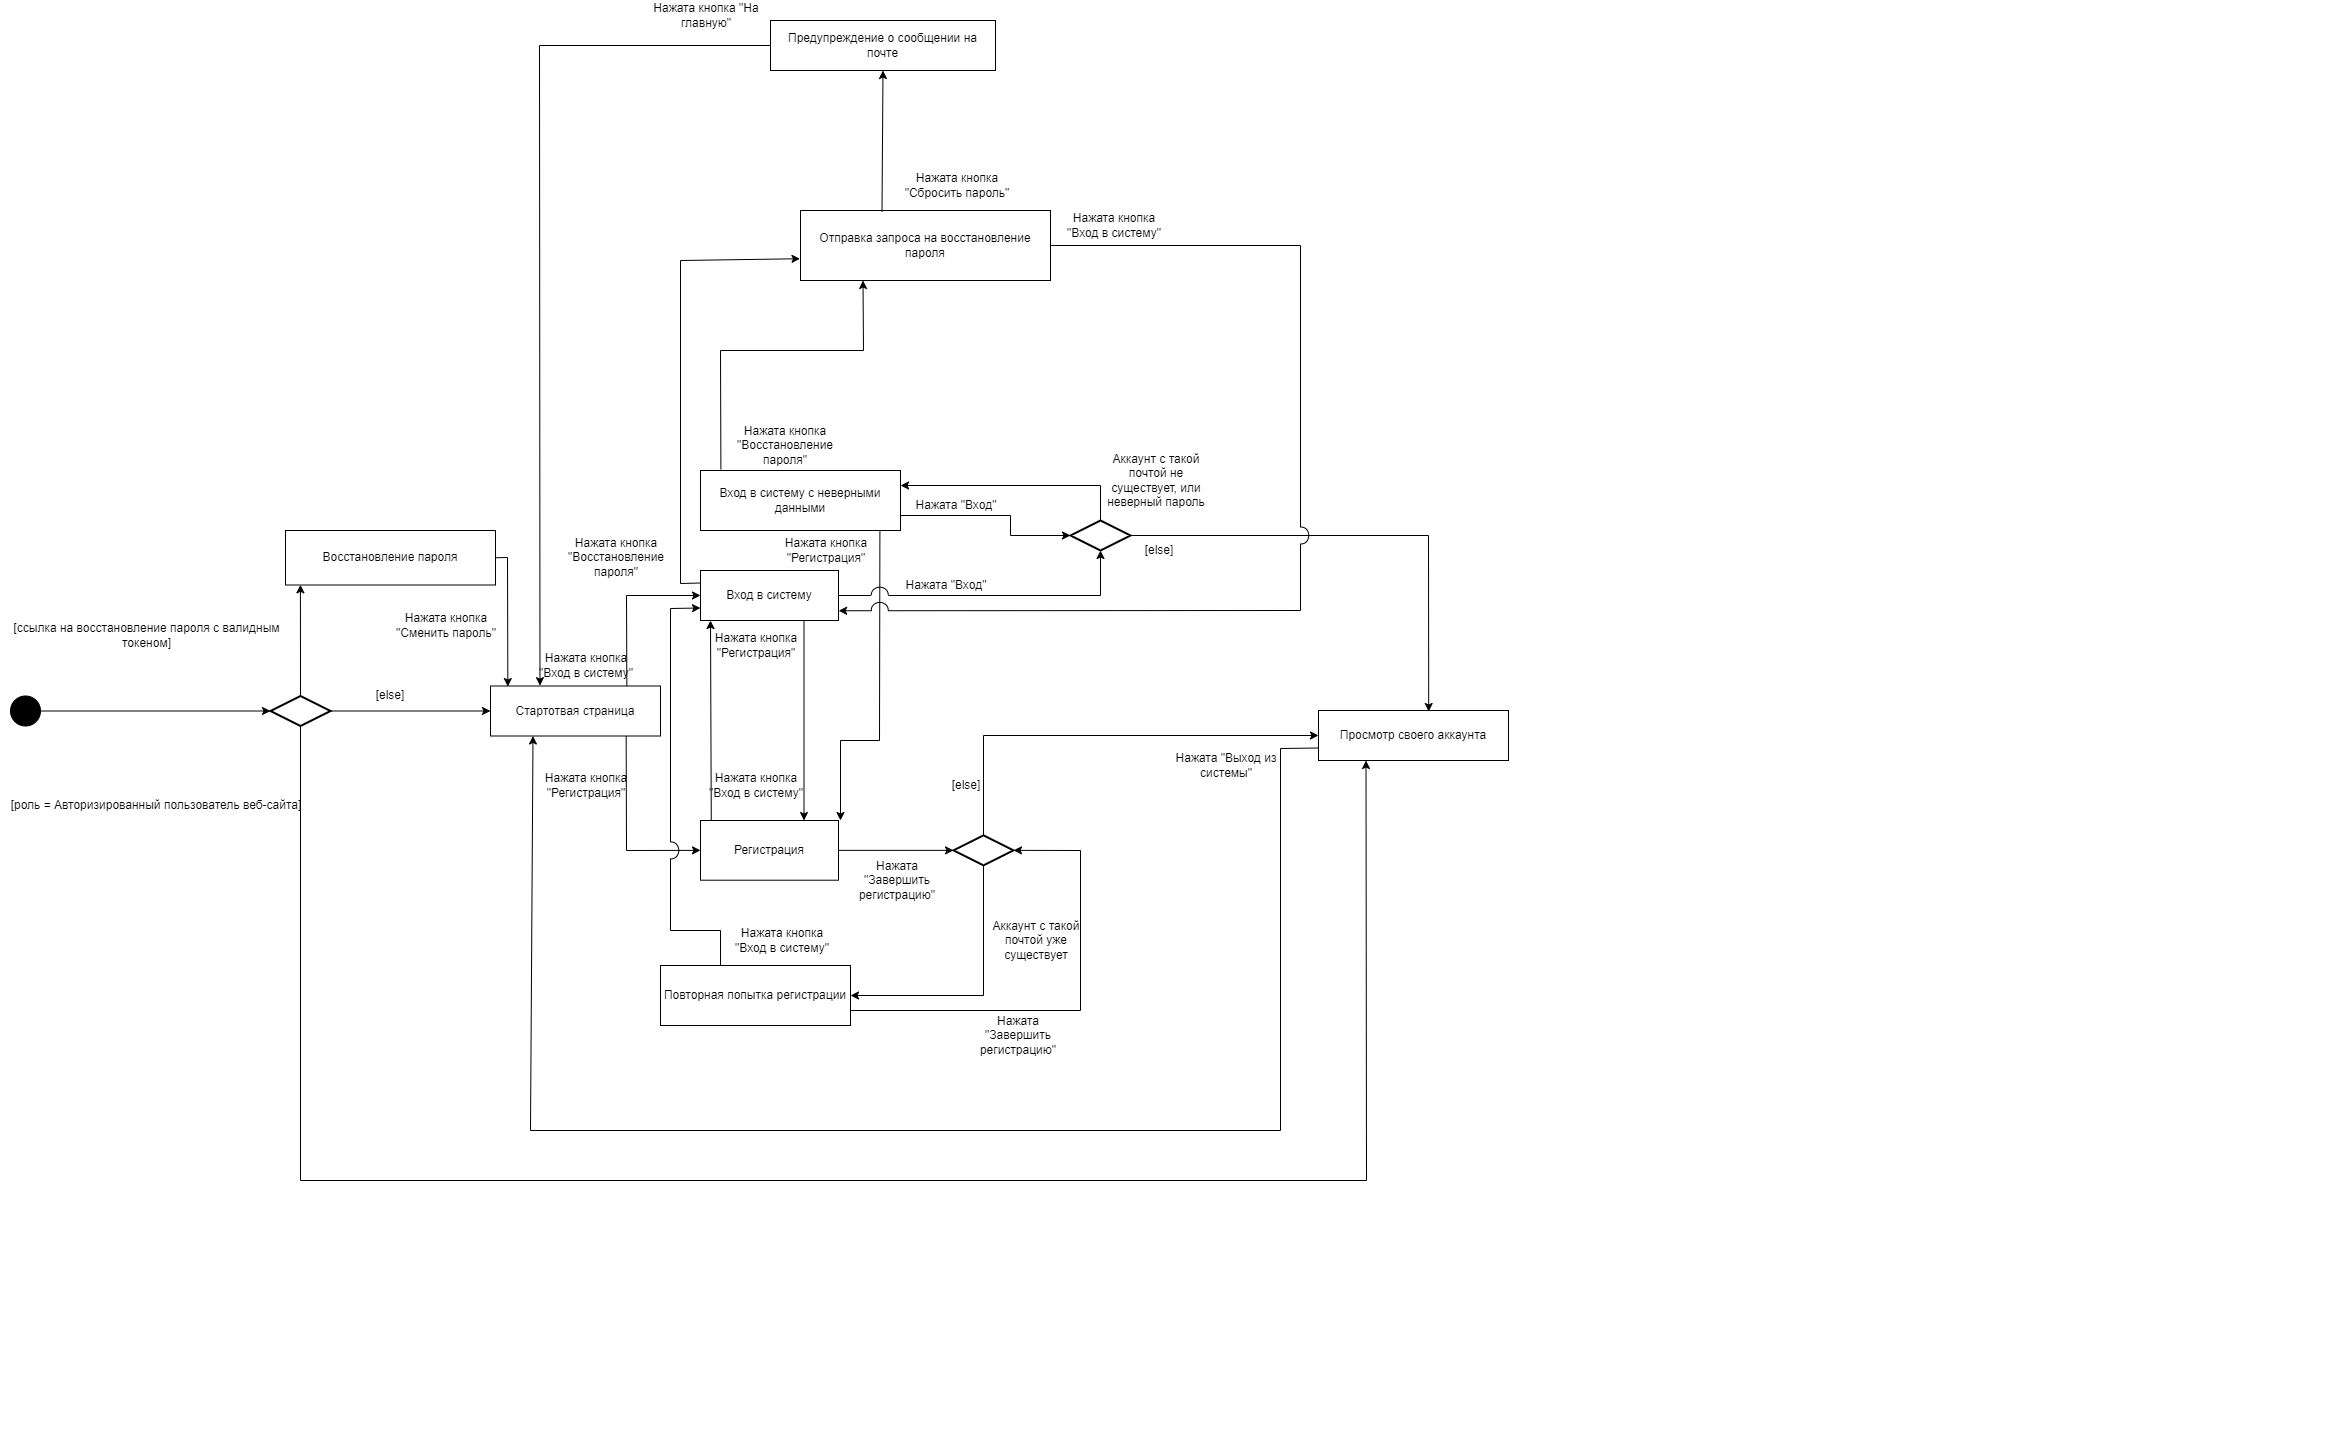 Нажата кнопка "На
главную"
Предупреждение о сообщении на
почте
Нажата кнопка
"Сбросить пароль"
Отправка запроса на восстановление
пароля
Нажата кнопка
"Вход в систему"
Нажата кнопка
"Восстановление
пароля"
Вход в систему с неверными
данными
Нажата "Вход"
Аккаунт с такой
почтой не
существует, или
неверный пароль
[else]
Восстановление пароля
Нажата кнопка
"Восстановление
пароля"
Нажата кнопка
"Регистрация"
Вход в систему
Нажата "Вход"
[ссылка на восстановление пароля с валидным
токеном]
Нажата кнопка
"Сменить пароль"
Нажата кнопка
"Вход в систему"
Нажата кнопка
"Регистрация"
[else]
Стартотвая страница
Просмотр своего аккаунта
Нажата "Выход из
системы"
[роль = Авторизированный пользователь веб-сайта]
Нажата кнопка
"Регистрация"
Нажата кнопка
"Вход в систему"
[else]
Регистрация
Нажата
"Завершить
регистрацию"
Аккаунт с такой
почтой уже
существует
Нажата кнопка
"Вход в систему"
Повторная попытка регистрации
Нажата
"Завершить
регистрацию"